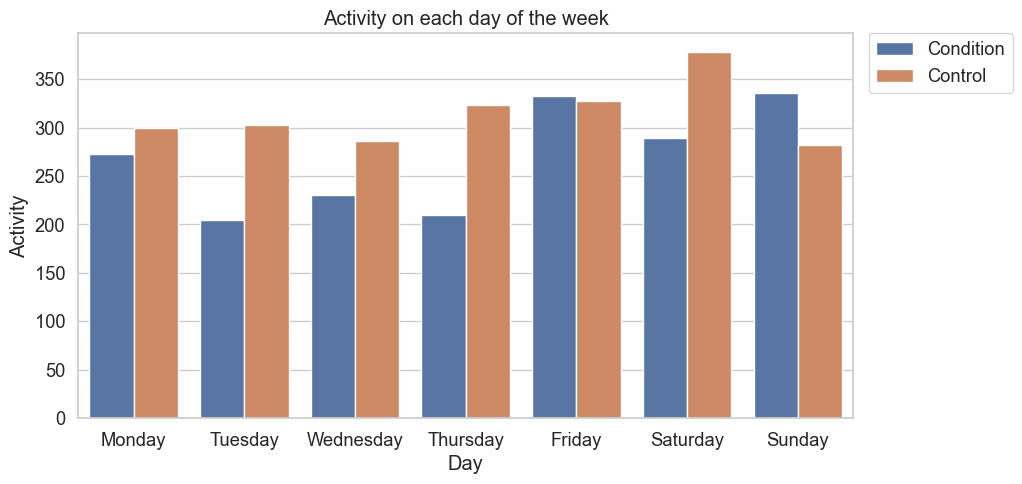 Activity on each day of the week
Condition
Control
Activity
350
300
250
200
150
100
50
0
Monday Tuesday Wednesday Thursday Friday Saturday Sunday
Day